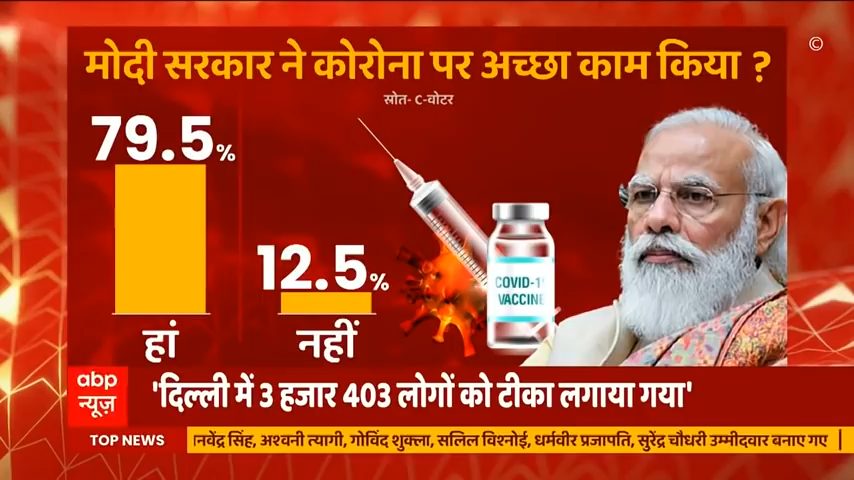 ©
मोदी सरकार ने कोरोना पर अच्छा काम किया ?
स्रोत- C-वोटर
79.5%
12.5%
COVID-1
VACCINE
हां
नहीं
abp
न्यूज़
'दिल्ली में 3 हजार 403 लोगों को टीका लगाया गया'
TOP NEWS
नवेंद्र सिंह, अश्वनी त्यागी, गोविंद शुक्ला, सलिल विश्नोई, धर्मवीर प्रजापति, सुरेंद्र चौधरी उम्मीदवार बनाए गए